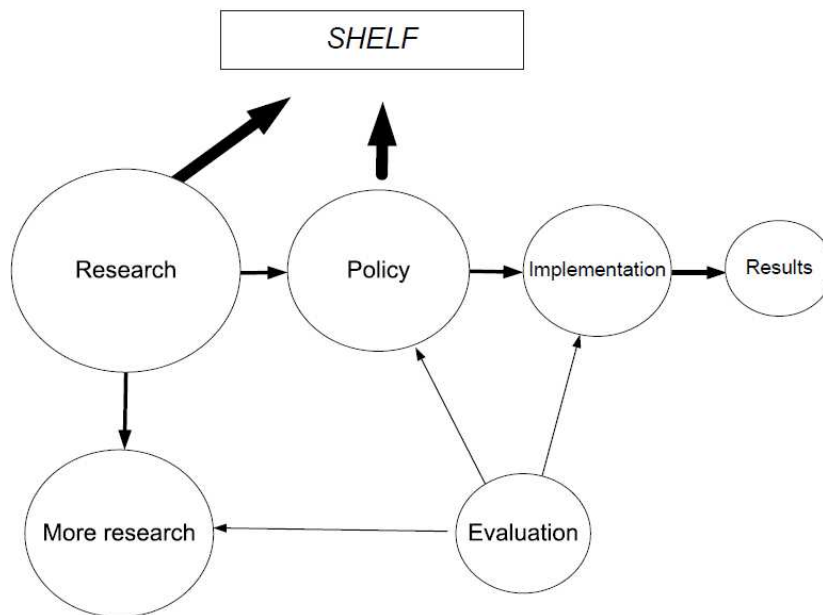 SHELF
Research
Policy
Implementation
Results
More research
Evaluation